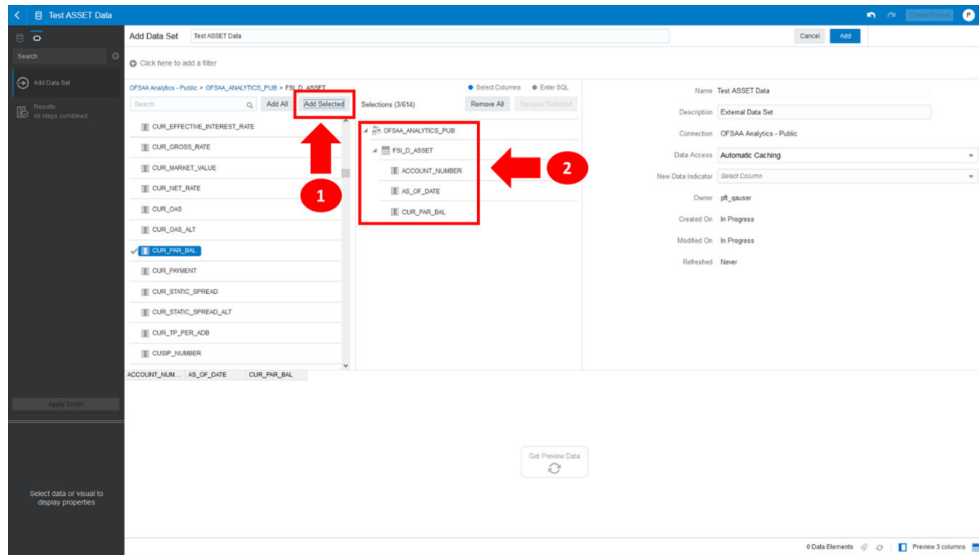 Test ASSET Data
Create Project
P
Add Data Set
Test ASSET Data
Cancel
Add
Search
Click here to add a filter
Add Data Set
Results
All steps combined
OFSAA Analytics - Public > OFSAA_ANALYTICS_PUB > FSI_D_ASSET
Select Columns
Enter SQL
Search
Add All
Add Selected
Selections (3/614)
Remove All
Remove Selected
CUR_EFFECTIVE_INTEREST_RATE
CUR_GROSS_RATE
CUR_MARKET_VALUE
CUR_NET_RATE
CUR_OAS
CUR_OAS_ALT
CUR_PAR_BAL
CUR_PAYMENT
CUR_STATIC_SPREAD
CUR_STATIC_SPREAD_ALT
CUR_TP_PER_ADB
CUSIP_NUMBER
1
OFSAA_ANALYTICS_PUB
FSI_D_ASSET
ACCOUNT_NUMBER
AS_OF_DATE
CUR_PAR_BAL
2
Name Test ASSET Data
Description External Data Set
Connection OFSAA Analytics - Public
Data Access Automatic Caching
New Data Indicator Select Column
Owner pft_qauser
Created On In Progress
Modified On In Progress
Refreshed Never
ACCOUNT_NUM... AS_OF_DATE CUR_PAR_BAL
Apply Script
Get Preview Data
Select data or visual to
display properties
0 Data Elements
Preview 3 columns